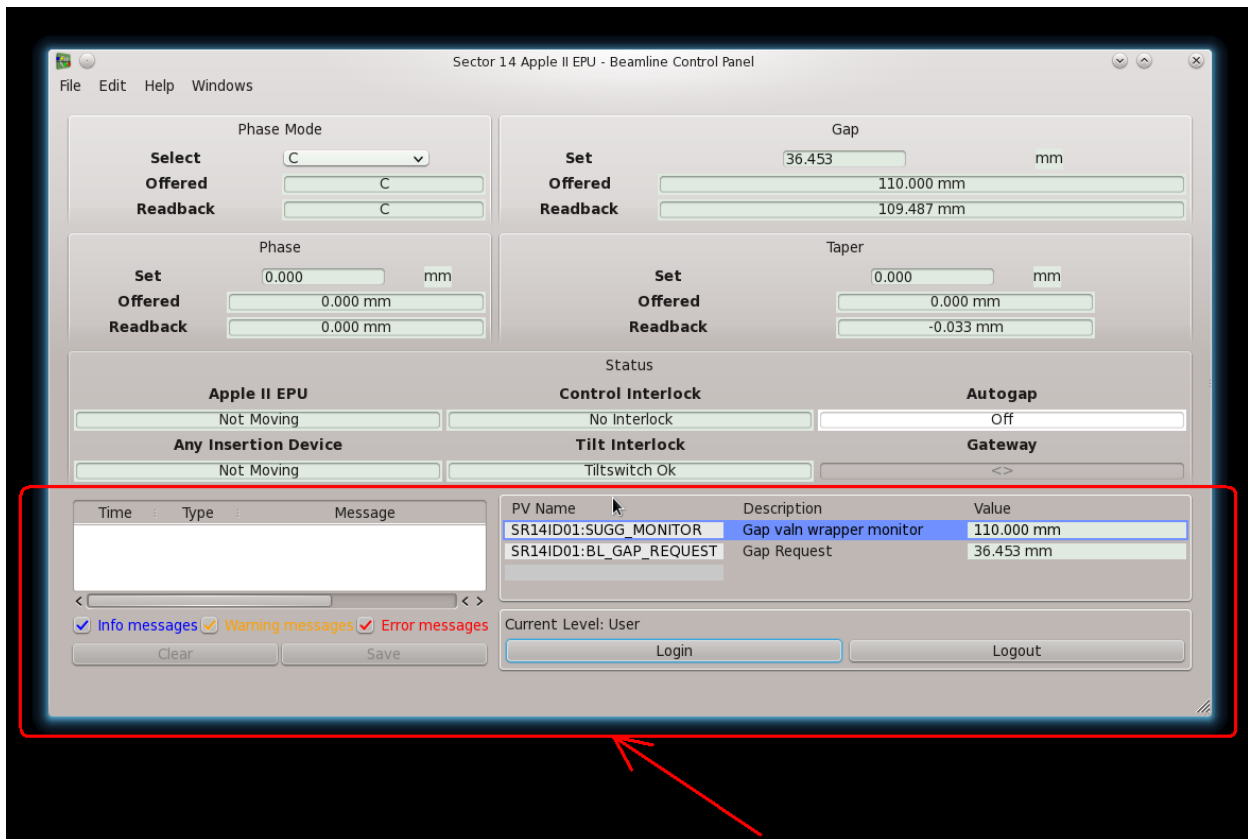 Sector 14 Apple II EPU - Beamline Control Panel
File Edit Help Windows
Phase Mode
Select C
Offered C
Readback C
Gap
Set 36.453 mm
Offered 110.000 mm
Readback 109.487 mm
Phase
Set 0.000 mm
Offered 0.000 mm
Readback 0.000 mm
Taper
Set 0.000 mm
Offered 0.000 mm
Readback -0.033 mm
Status
Apple II EPU Control Interlock Autogap
Not Moving No Interlock Off
Any Insertion Device Tilt Interlock Gateway
Not Moving Tiltswitch Ok <>
Time Type Message
Info messages Warning messages Error messages
Clear Save
PV Name Description Value
SR14ID01:SUGG_MONITOR Gap valn wrapper monitor 110.000 mm
SR14ID01:BL_GAP_REQUEST Gap Request 36.453 mm
Current Level: User
Login Logout